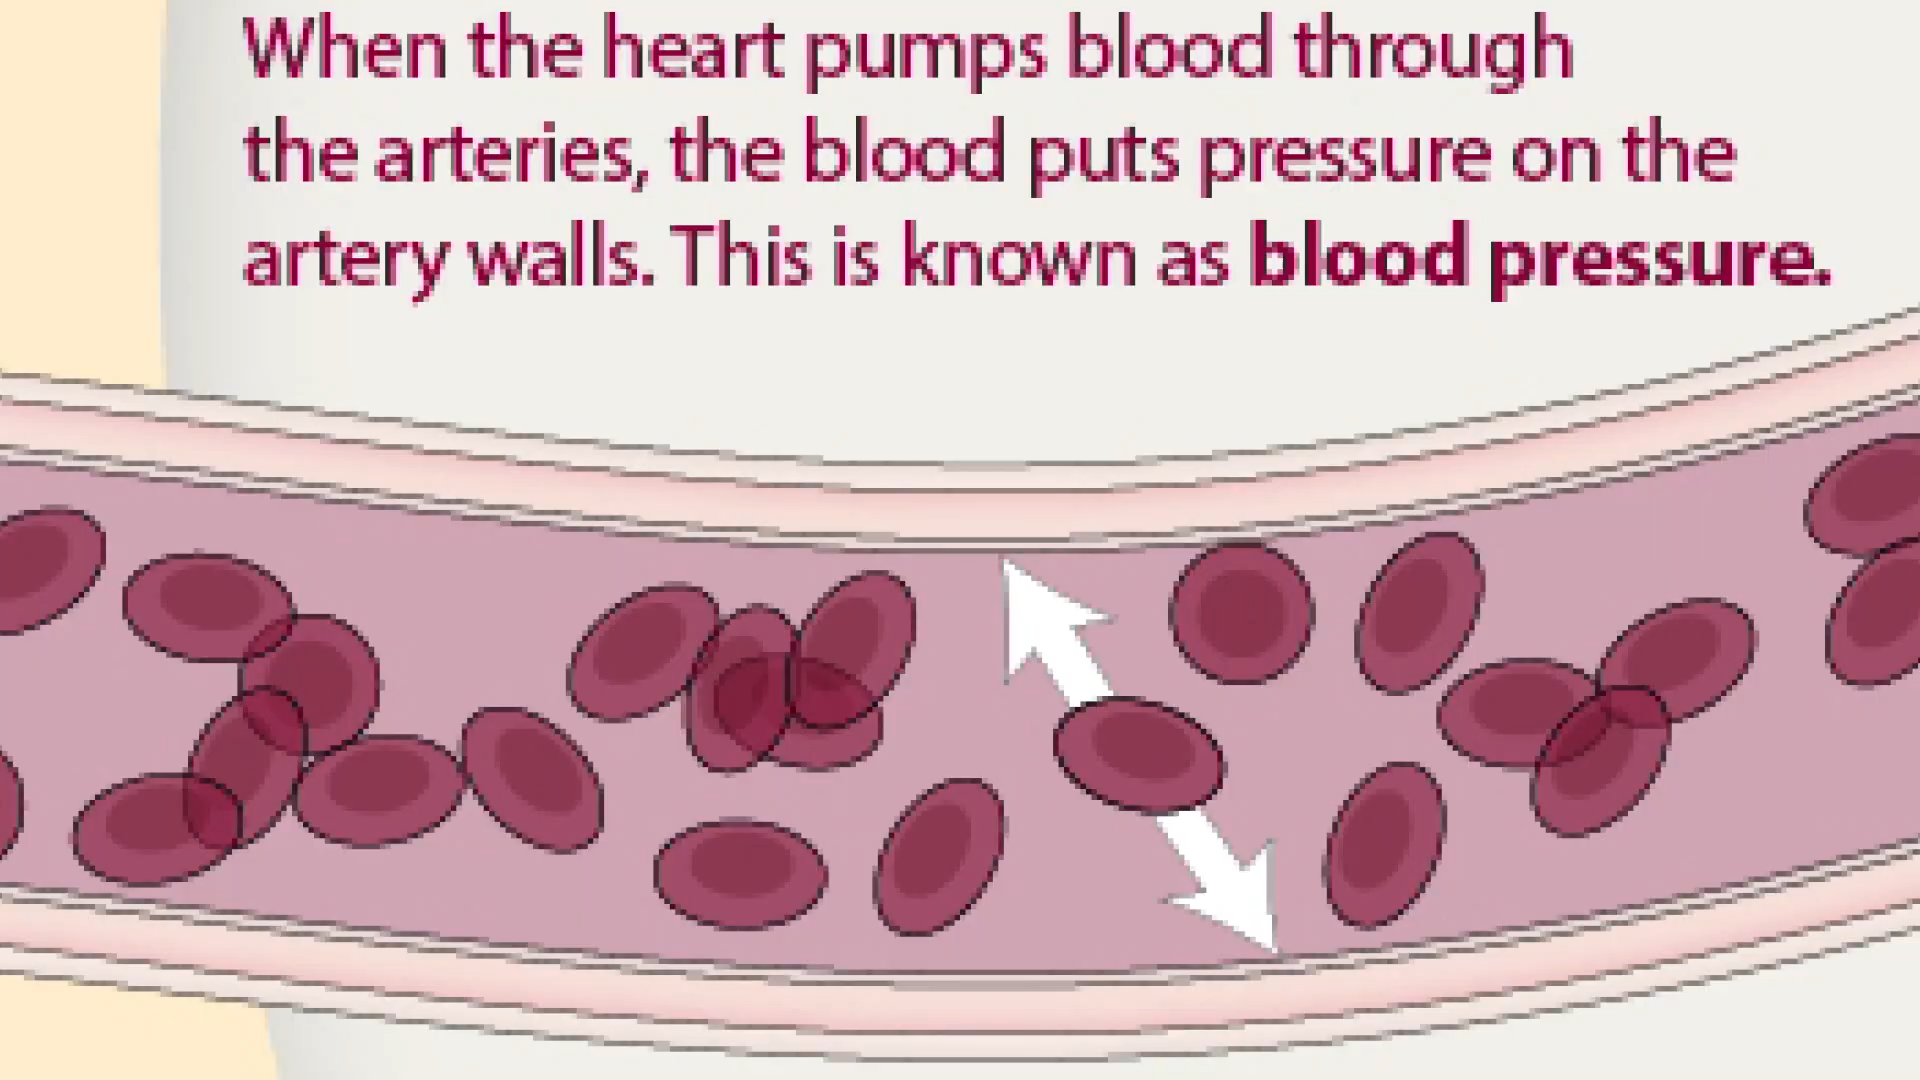 When the heart pumps blood through
the arteries, the blood puts pressure on the
artery walls. This is known as blood pressure.